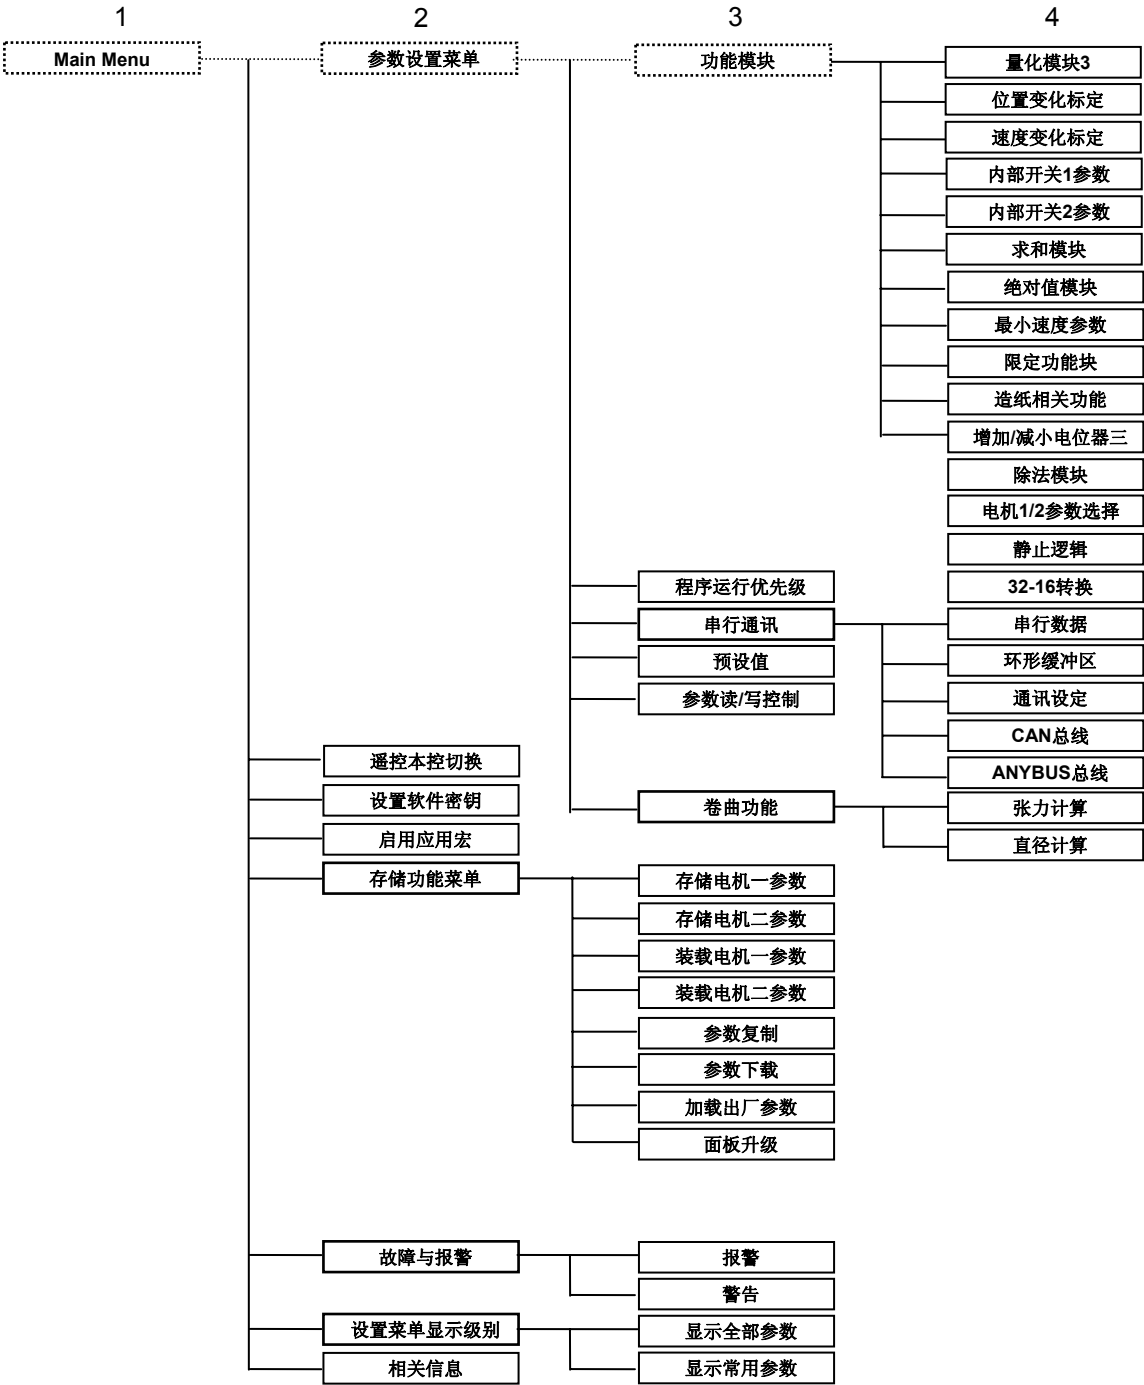 1 2 3 4
Main Menu 参数设置菜单 功能模块 量化模块3
位置变化标定
速度变化标定
内部开关1参数
内部开关2参数
求和模块
绝对值模块
最小速度参数
限定功能块
造纸相关功能
增加/减小电位器三
除法模块
电机1/2参数选择
静止逻辑
程序运行优先级 32-16转换
串行通讯 串行数据
预设值 环形缓冲区
参数读/写控制 通讯设定
CAN总线
遥控本控切换 ANYBUS总线
设置软件密钥 卷曲功能 张力计算
启用应用宏 直径计算
存储功能菜单 存储电机一参数
存储电机二参数
装载电机一参数
装载电机二参数
参数复制
参数下载
加载出厂参数
面板升级
故障与报警 报警
警告
设置菜单显示级别 显示全部参数
相关信息 显示常用参数